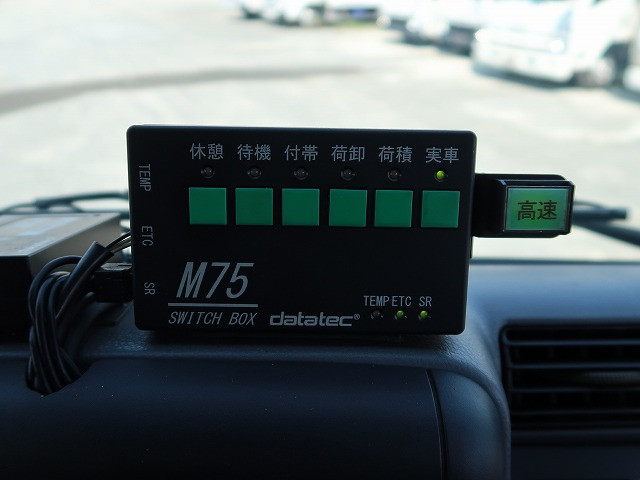 休憩 待機 付帯 荷卸 荷積 実車
高速
TEMP
ETC
SR
M75
SWITCH BOX datatec®
TEMP ETC SR